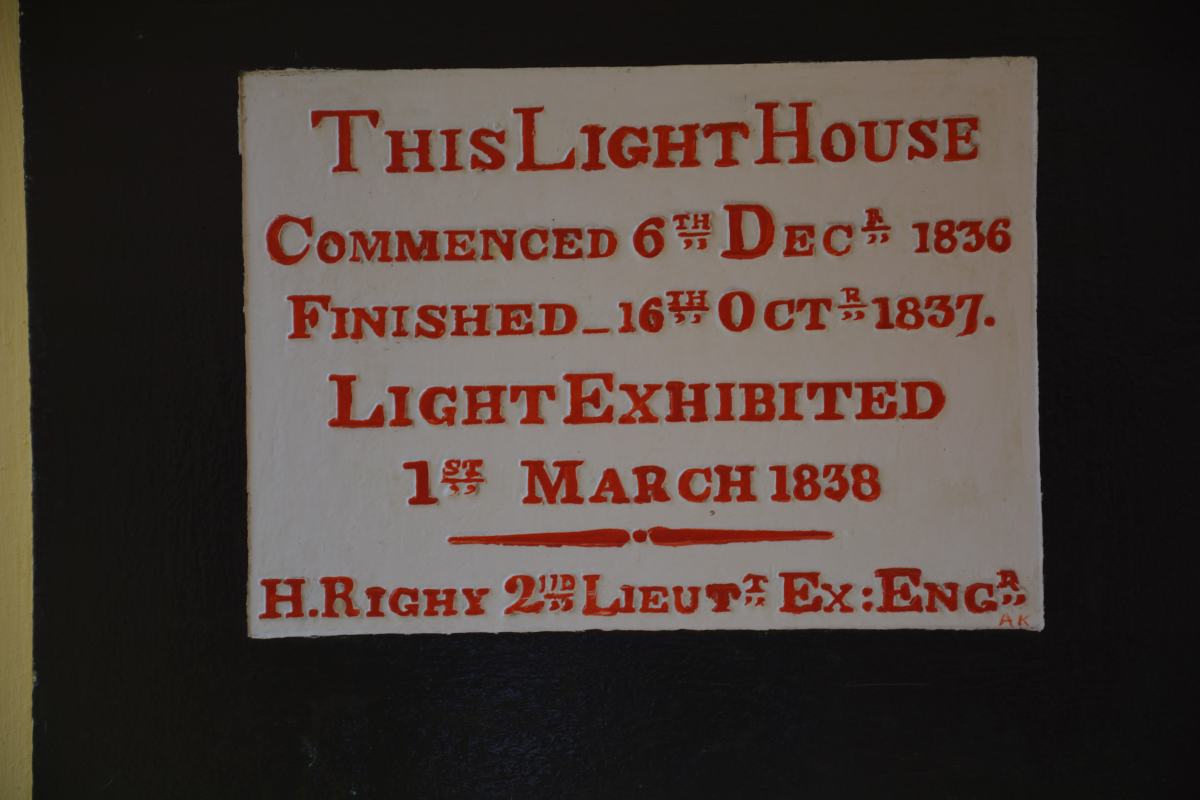 THIS LIGHT HOUSE
COMMENCED 6TH DECR 1836
FINISHED_16TH OCTR 1837.
LIGHT EXHIBITED
1ST MARCH 1838
H.RIGHY 2ND LIEUTT EX:ENGR
AK